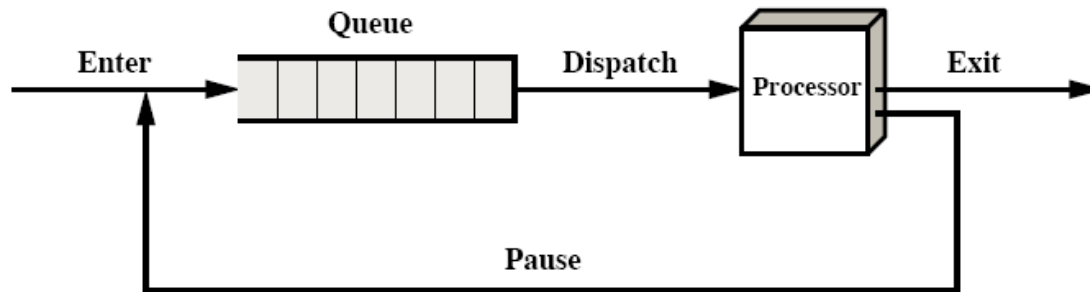 Queue
Enter
Dispatch
Processor
Exit
Pause